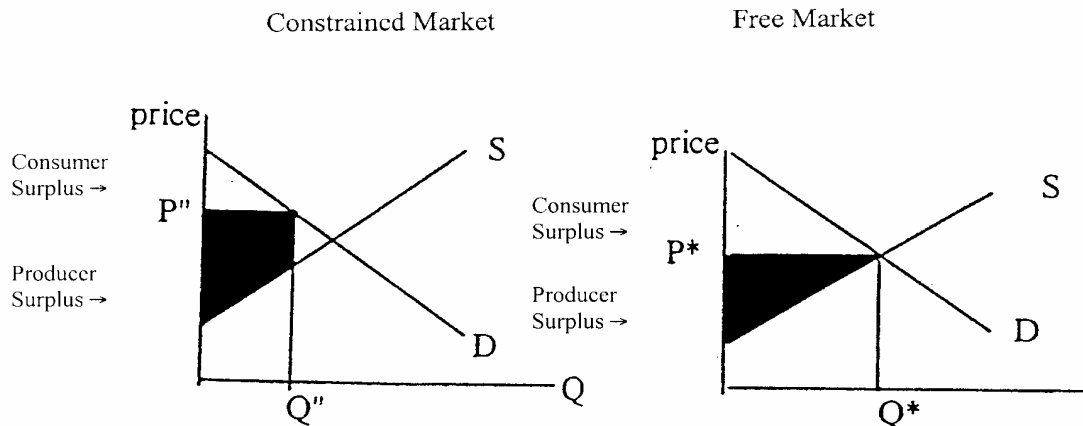 Constrained Market
Free Market
price
Consumer
Surplus →
P"
Producer
Surplus →
S
D
Q"
Q
price
Consumer
Surplus →
P*
Producer
Surplus →
S
D
Q*